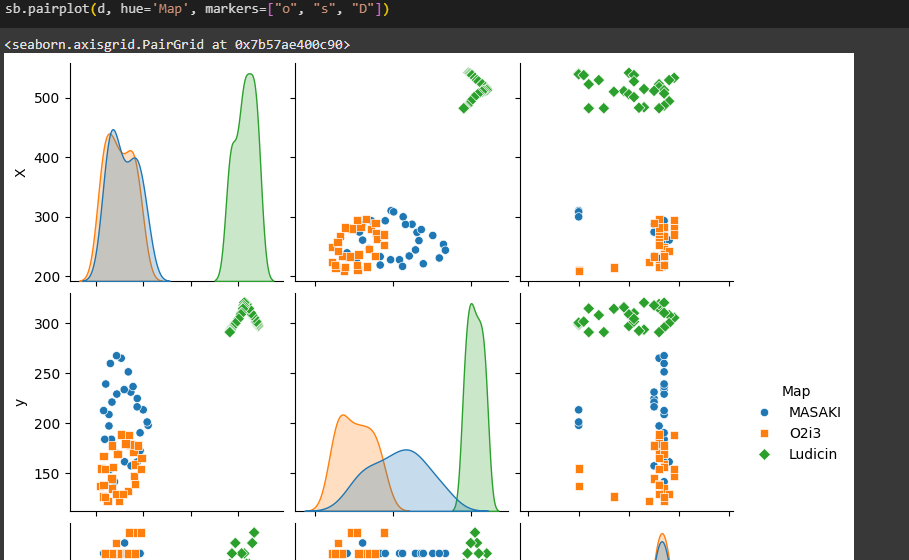 sb.pairplot(d, hue='Map', markers=["o", "s", "D"])
<seaborn.axisgrid.PairGrid at 0x7b57ae400c90>
500
400
X
300
200
300
250
y
200
150
Map
MASAKI
O2i3
Ludicin